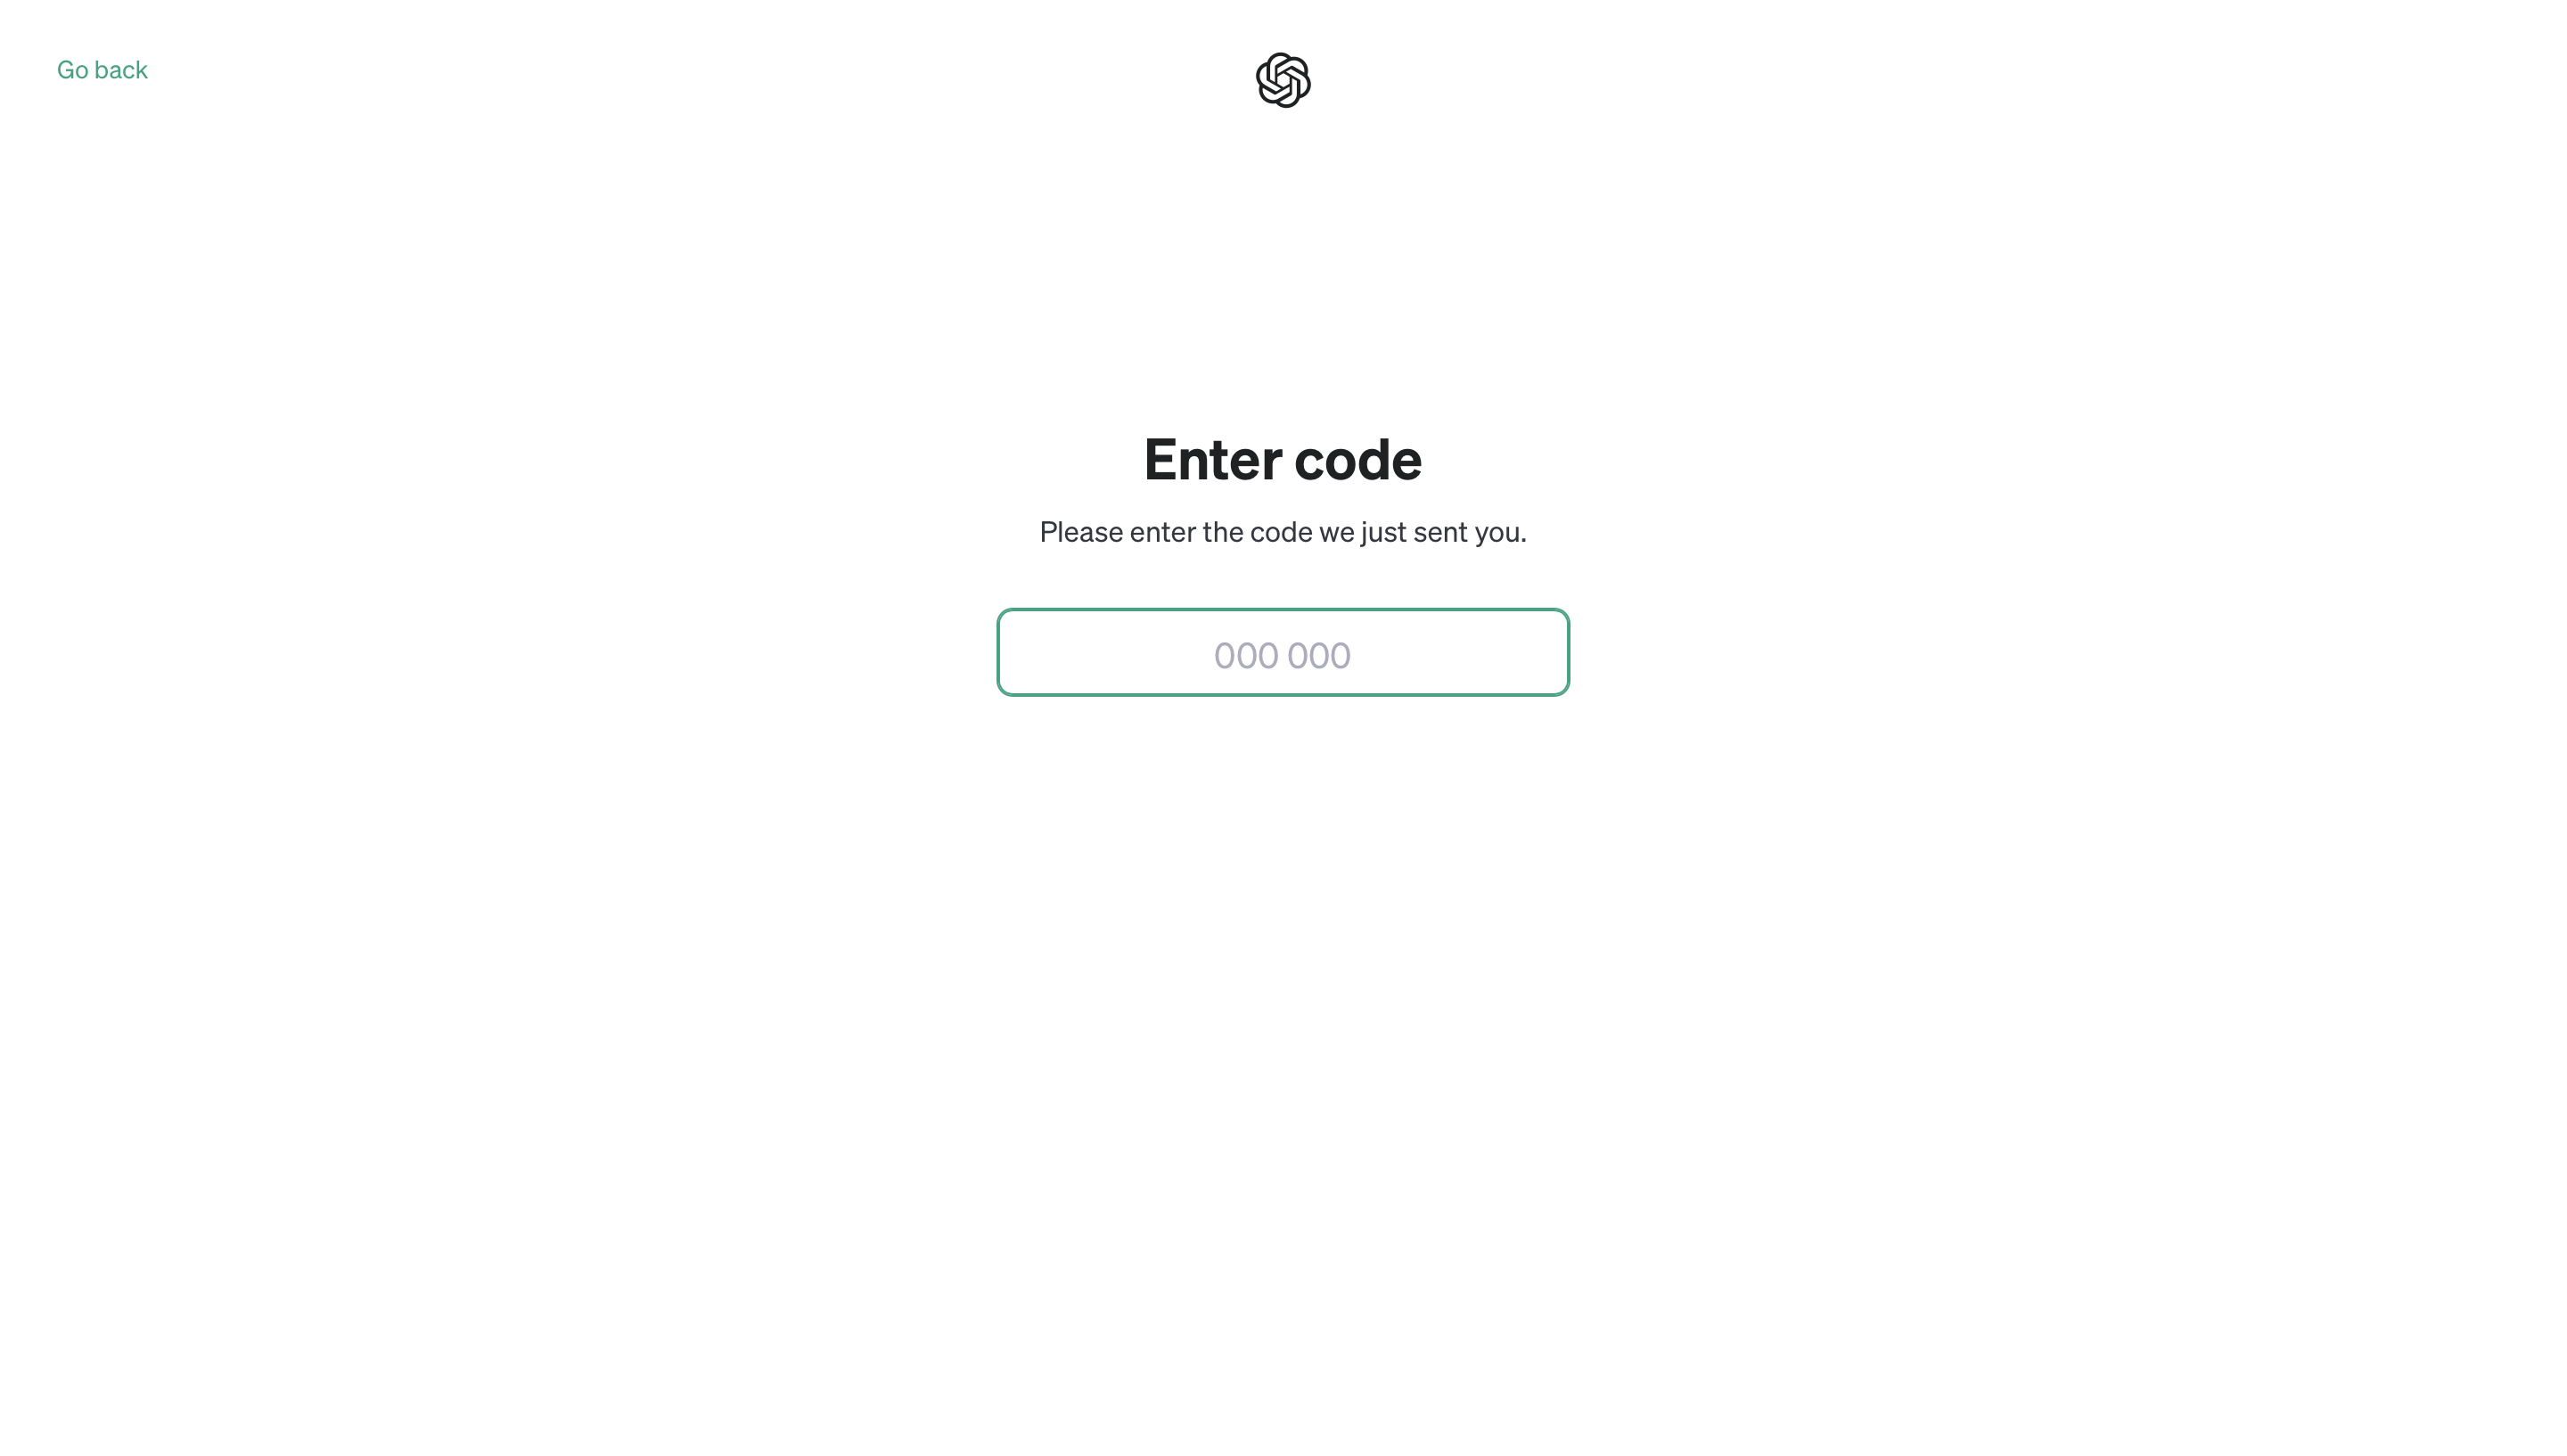 Go back
Enter code
Please enter the code we just sent you.
000 000